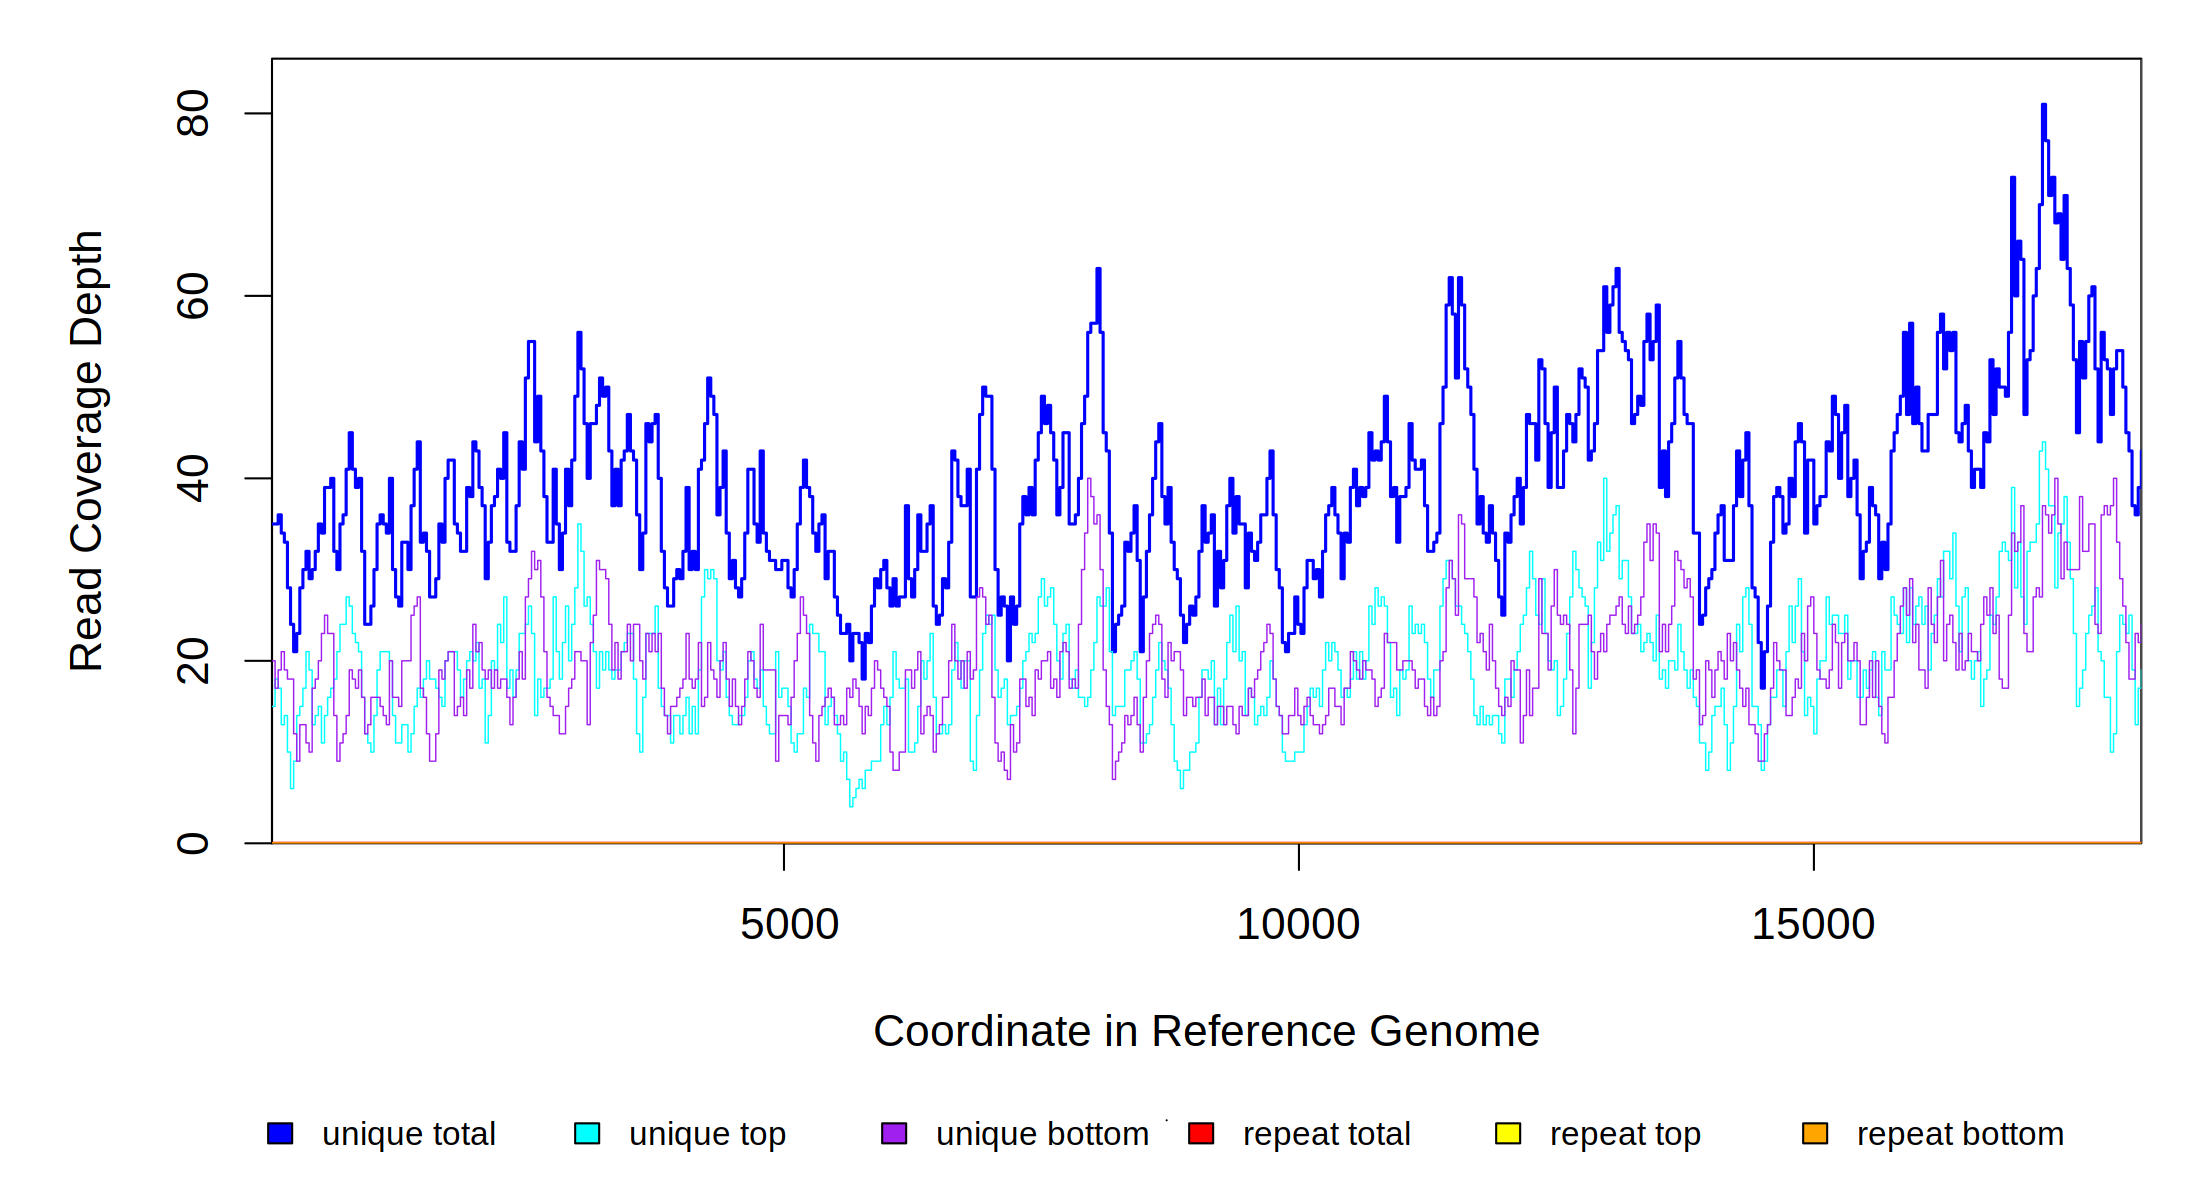 80
60
40
20
0
Read Coverage Depth
5000 10000 15000
Coordinate in Reference Genome
unique total unique top unique bottom repeat total repeat top repeat bottom